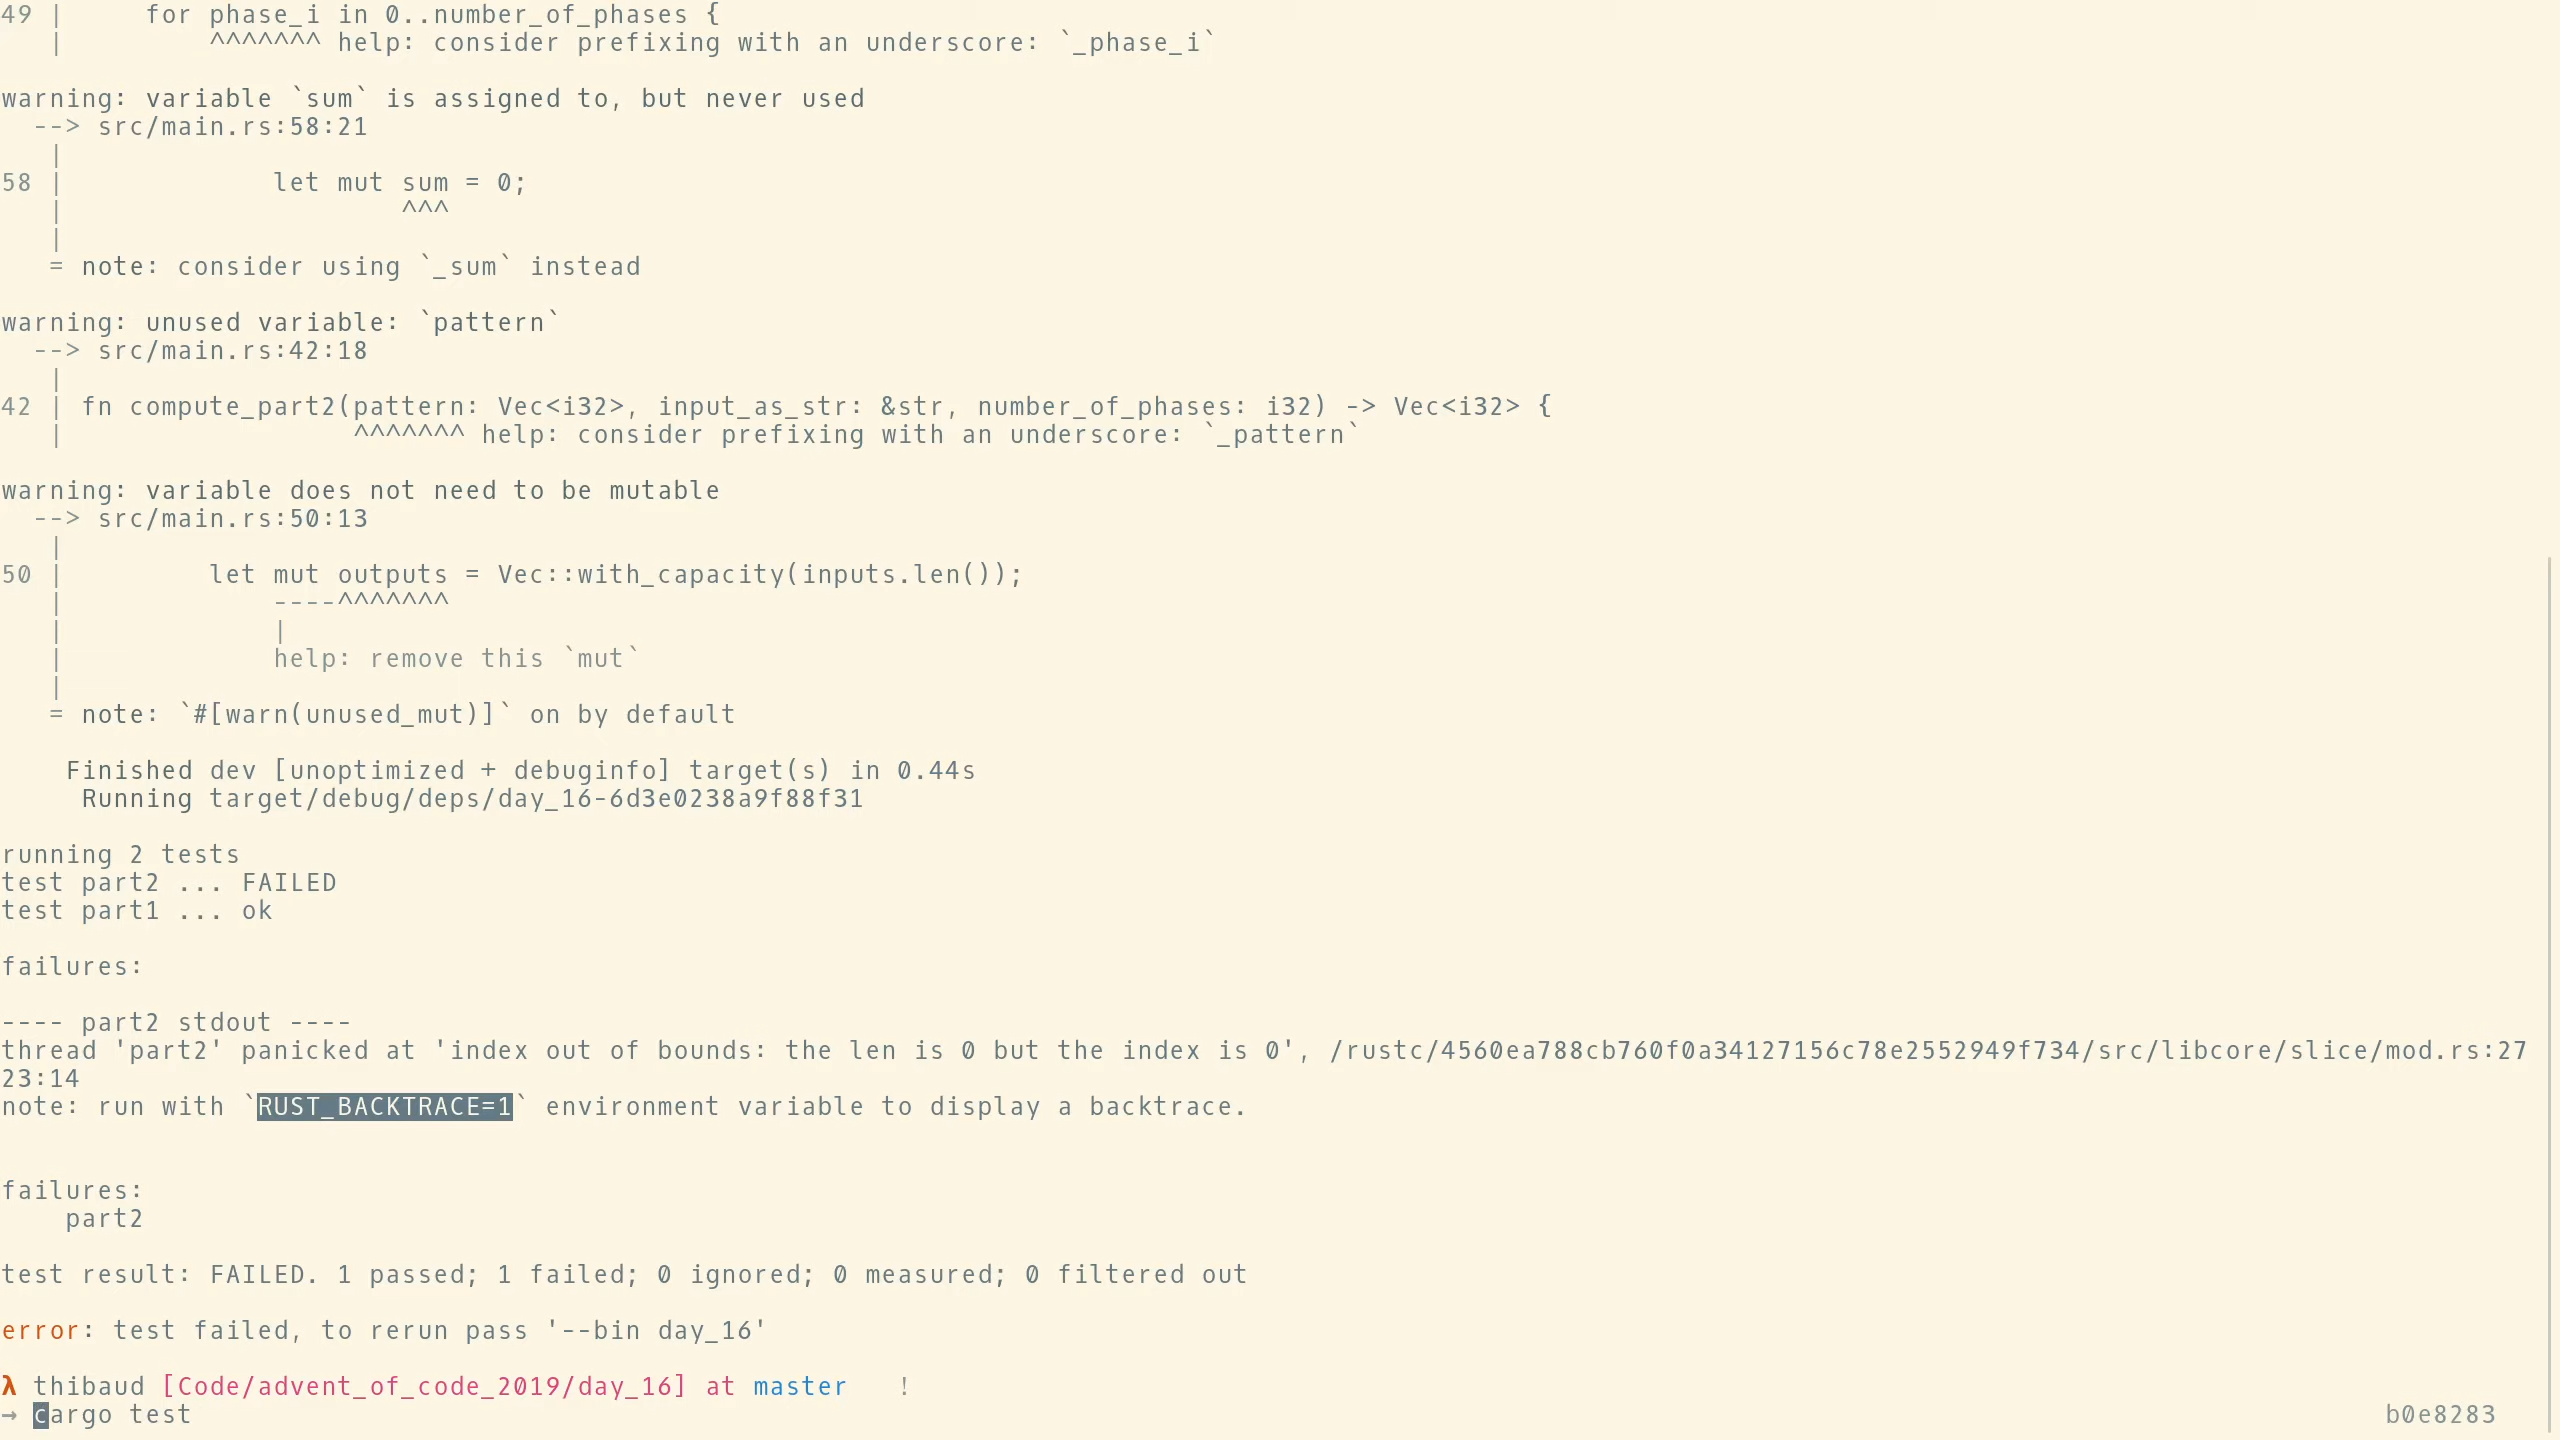 49 |     for phase_i in 0..number_of_phases {
   |         ^^^^^^^ help: consider prefixing with an underscore: `_phase_i`

warning: variable `sum` is assigned to, but never used
  --> src/main.rs:58:21
   |
58 |             let mut sum = 0;
   |                     ^^^
   |
   = note: consider using `_sum` instead

warning: unused variable: `pattern`
  --> src/main.rs:42:18
   |
42 | fn compute_part2(pattern: Vec<i32>, input_as_str: &str, number_of_phases: i32) -> Vec<i32> {
   |                  ^^^^^^^ help: consider prefixing with an underscore: `_pattern`

warning: variable does not need to be mutable
  --> src/main.rs:50:13
   |
50 |         let mut outputs = Vec::with_capacity(inputs.len());
   |             ----^^^^^^^
   |             |
   |             help: remove this `mut`
   |
   = note: `#[warn(unused_mut)]` on by default

    Finished dev [unoptimized + debuginfo] target(s) in 0.44s
     Running target/debug/deps/day_16-6d3e0238a9f88f31

running 2 tests
test part2 ... FAILED
test part1 ... ok

failures:

---- part2 stdout ----
thread 'part2' panicked at 'index out of bounds: the len is 0 but the index is 0', /rustc/4560ea788cb760f0a34127156c78e2552949f734/src/libcore/slice/mod.rs:27
23:14
note: run with `RUST_BACKTRACE=1` environment variable to display a backtrace.


failures:
    part2

test result: FAILED. 1 passed; 1 failed; 0 ignored; 0 measured; 0 filtered out

error: test failed, to rerun pass '--bin day_16'

λ thibaud [Code/advent_of_code_2019/day_16] at master   !
→ cargo test b0e8283